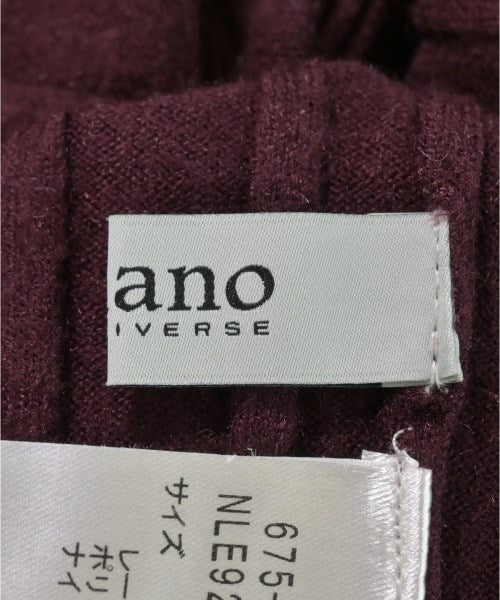 ano
IVERSE
675-
NLE92
サイズ
レー
ポリ
ナイ